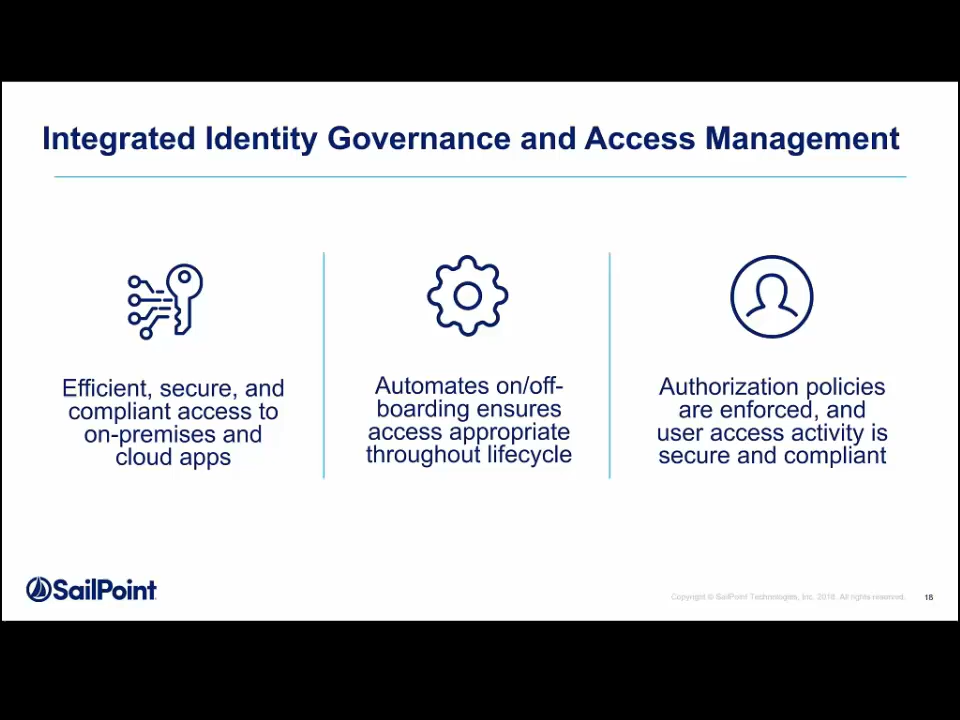 Integrated Identity Governance and Access Management
Efficient, secure, and
compliant access to
on-premises and
cloud apps
Automates on/off-
boarding ensures
access appropriate
throughout lifecycle
Authorization policies
are enforced, and
user access activity is
secure and compliant
SailPoint
Copyright © SailPoint Technologies, Inc. 2018. All rights reserved.
18